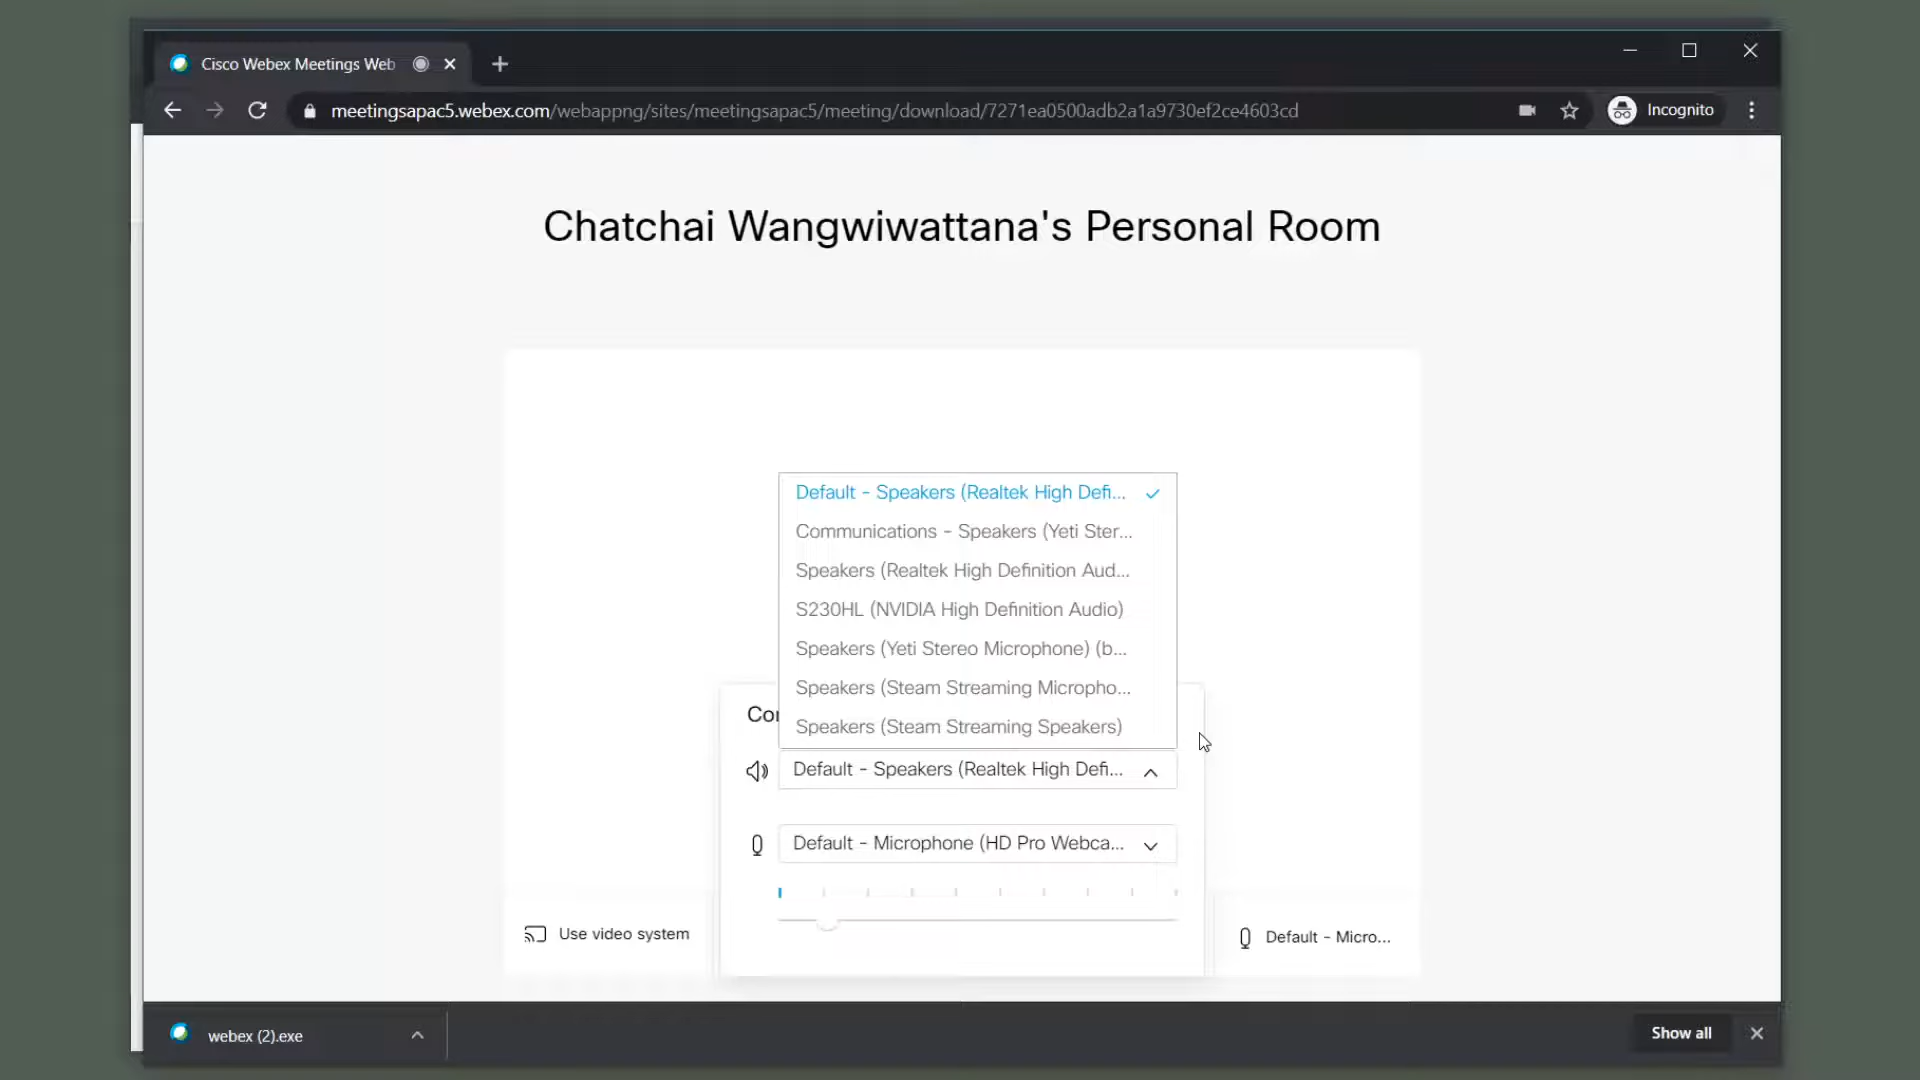 Cisco Webex Meetings Web
meetingsapac5.webex.com/webappng/sites/meetingsapac5/meeting/download/7271ea0500adb2a1a9730ef2ce4603cd
Incognito
Chatchai Wangwiwattana's Personal Room
Default - Speakers (Realtek High Defi...
Communications - Speakers (Yeti Ster...
Speakers (Realtek High Definition Aud...
S230HL (NVIDIA High Definition Audio)
Speakers (Yeti Stereo Microphone) (b...
Speakers (Steam Streaming Micropho...
Speakers (Steam Streaming Speakers)
Default - Speakers (Realtek High Defi...
Default - Microphone (HD Pro Webca...
Use video system
Default - Micro...
webex (2).exe
Show all